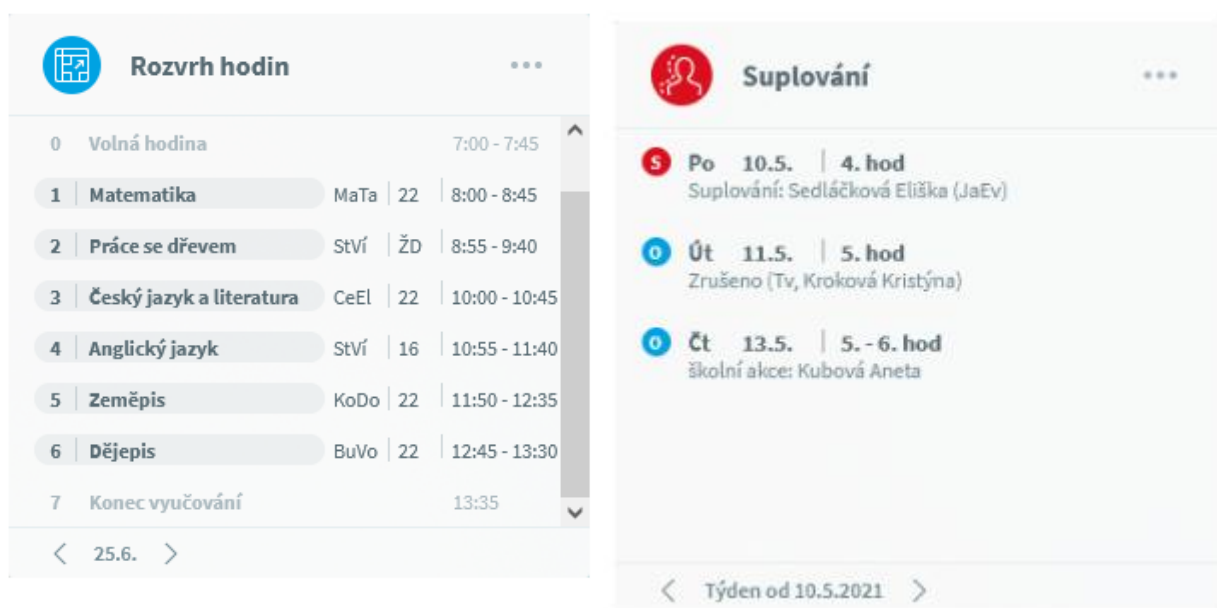 Rozvrh hodin
0 Volná hodina 7:00 - 7:45
1 Matematika MaTa 22 8:00 - 8:45
2 Práce se dřevem StVí ŽD 8:55 - 9:40
3 Český jazyk a literatura CeEl 22 10:00 - 10:45
4 Anglický jazyk StVí 16 10:55 - 11:40
5 Zeměpis KoDo 22 11:50 - 12:35
6 Dějepis BuVo 22 12:45 - 13:30
7 Konec vyučování 13:35
25.6.
Suplování
S Po 10.5. 4. hod
Suplování: Sedláčková Eliška (JaEv)
O Út 11.5. 5. hod
Zrušeno (Tv, Kroková Kristýna)
O Čt 13.5. 5. - 6. hod
školní akce: Kubová Aneta
Týden od 10.5.2021